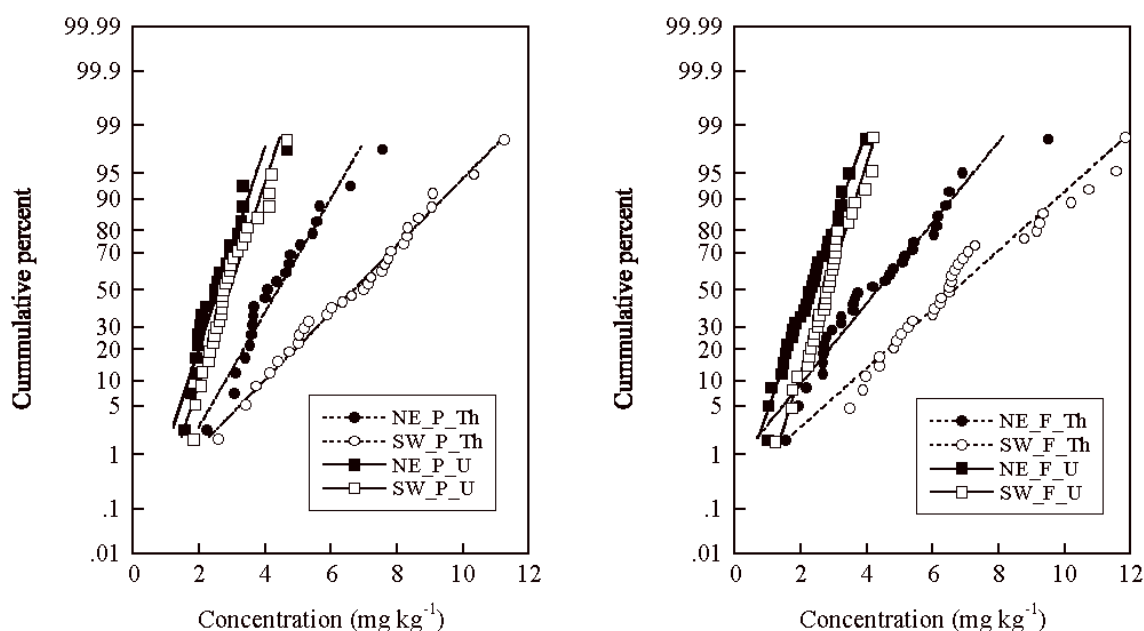 99.99
99.9
99
95
90
80
70
50
30
20
10
5
1
.1
.01
Cummulative percent
0 2 4 6 8 10 12
Concentration (mg kg-1)
NE_P_Th
SW_P_Th
NE_P_U
SW_P_U
99.99
99.9
99
95
90
80
70
50
30
20
10
5
1
.1
.01
Cummulative percent
0 2 4 6 8 10 12
Concentration (mg kg-1)
NE_F_Th
SW_F_Th
NE_F_U
SW_F_U